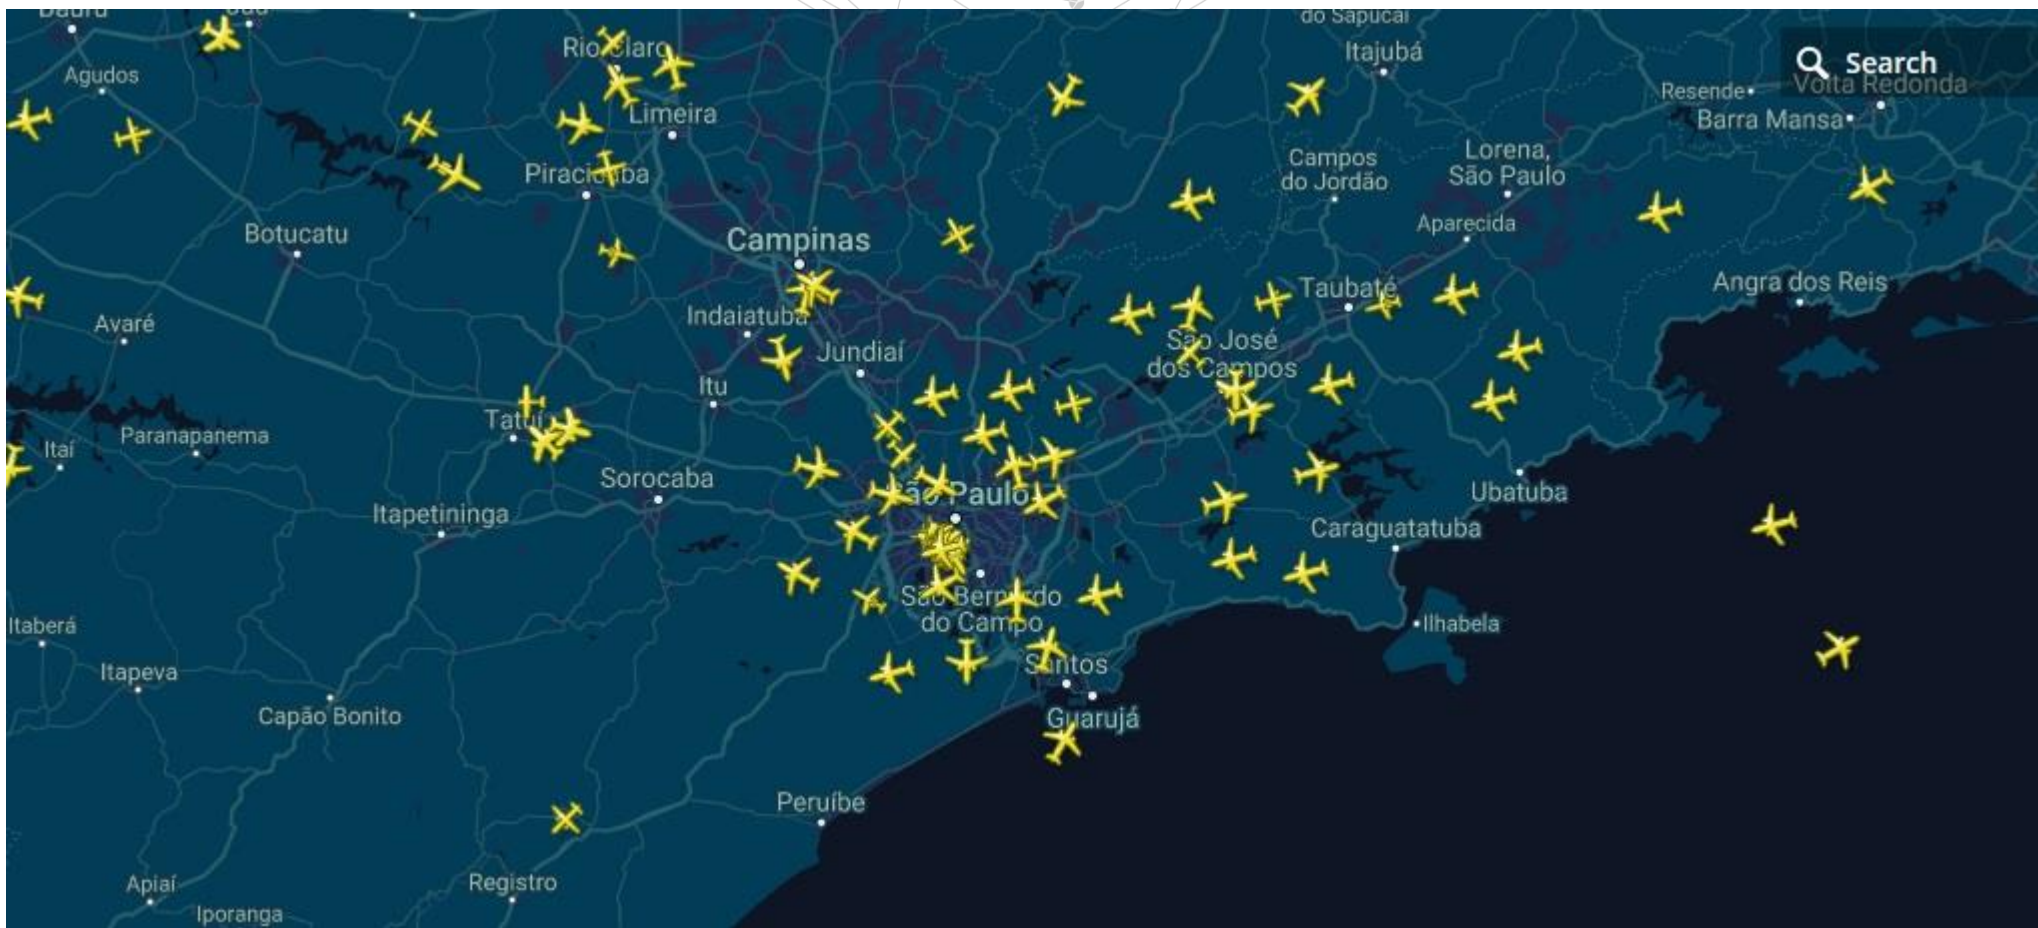 Bauru
do Sapucaí
Rio Claro
Itajubá
Search
Agudos
Resende
Volta Redonda
Limeira
Barra Mansa
Campos
do Jordão
Lorena,
São Paulo
Piracicaba
Botucatu
Campinas
Aparecida
Taubaté
Angra dos Reis
Avaré
Indaiatuba
Jundiaí
São José
dos Campos
Itu
Tatuí
Itaí
Paranapanema
Sorocaba
São Paulo
Ubatuba
Itapetininga
Caraguatatuba
São Bernardo
do Campo
Itaberá
Ilhabela
Itapeva
Santos
Capão Bonito
Guarujá
Peruíbe
Apiaí
Registro
Iporanga